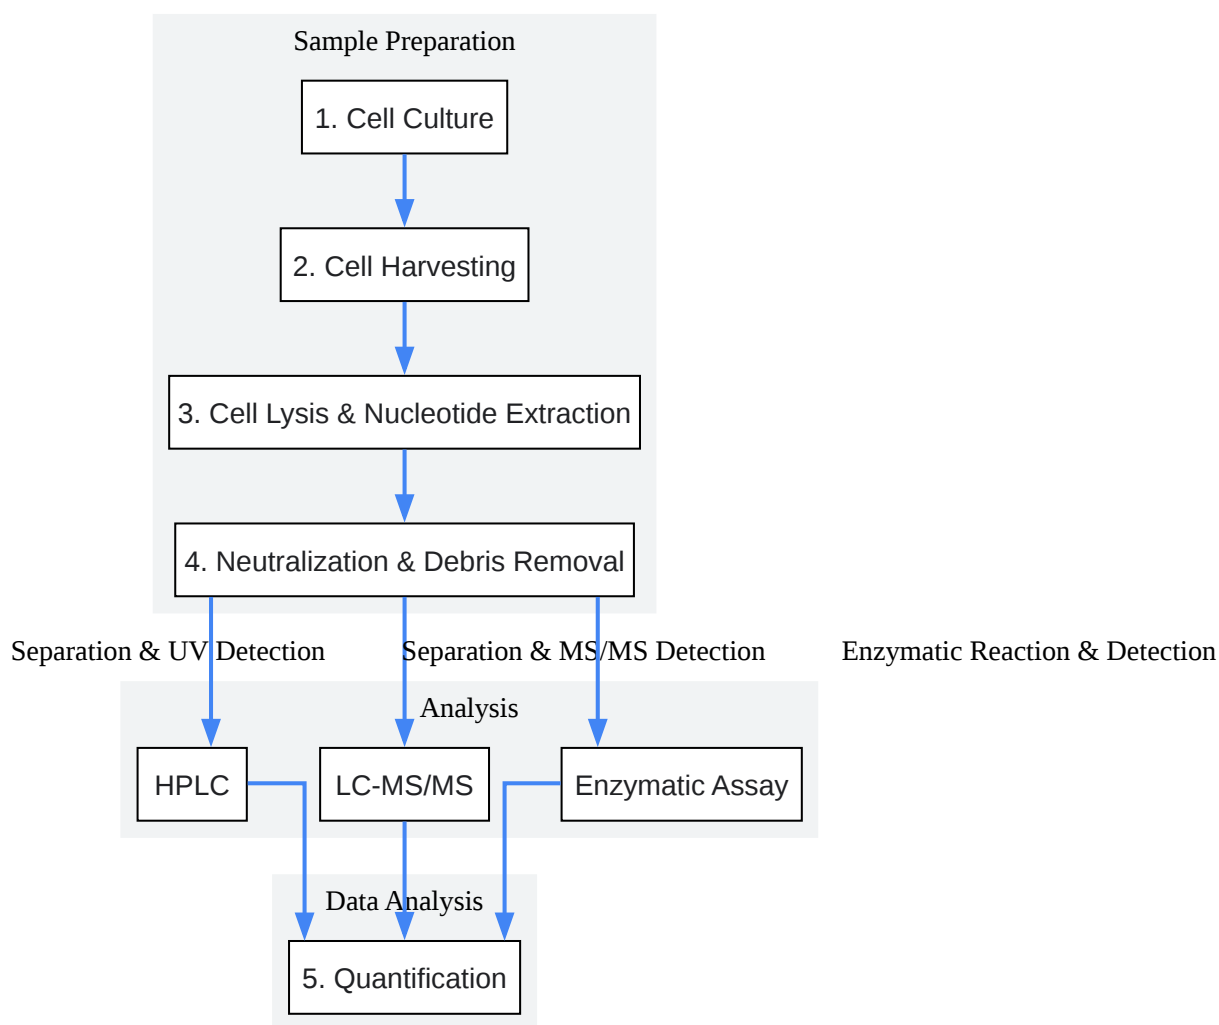 Sample Preparation
1. Cell Culture
2. Cell Harvesting
3. Cell Lysis & Nucleotide Extraction
4. Neutralization & Debris Removal
Separation & UV Detection
Separation & MS/MS Detection
Enzymatic Reaction & Detection
Analysis
HPLC
LC-MS/MS
Enzymatic Assay
Data Analysis
5. Quantification